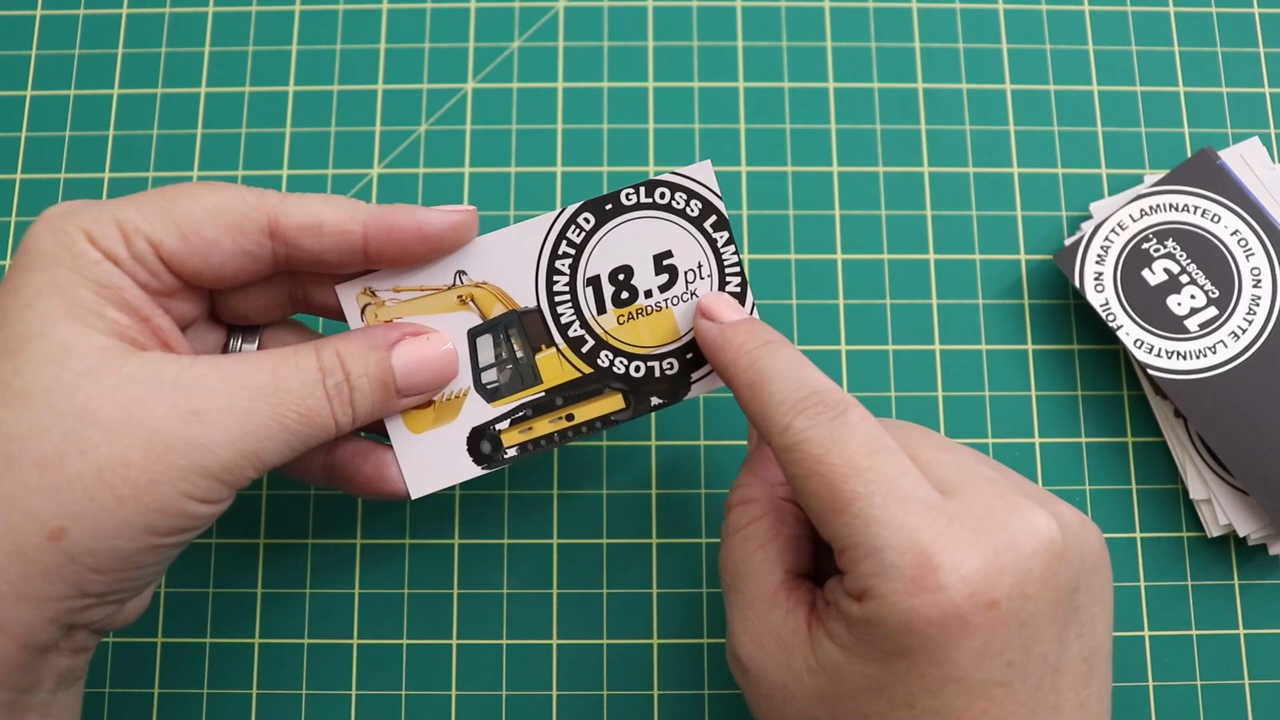 GLOSS LAMINATED - GLOSS LAMIN
18.5 pt.
CARDSTOCK
FOIL ON MATTE LAMINATED - FOIL ON MATTE LAMINATED -
18.5 pt.
CARDSTOCK